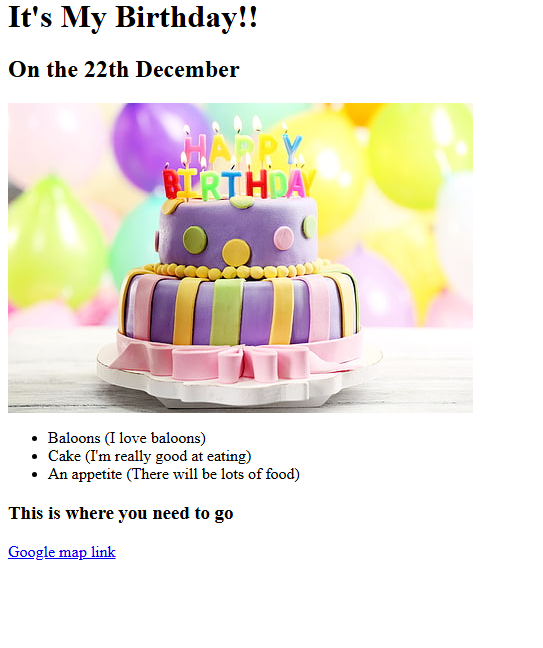 It's My Birthday!!
On the 22th December
HAPPY
BIRTHDAY
Baloons (I love baloons)
Cake (I'm really good at eating)
An appetite (There will be lots of food)
This is where you need to go
Google map link